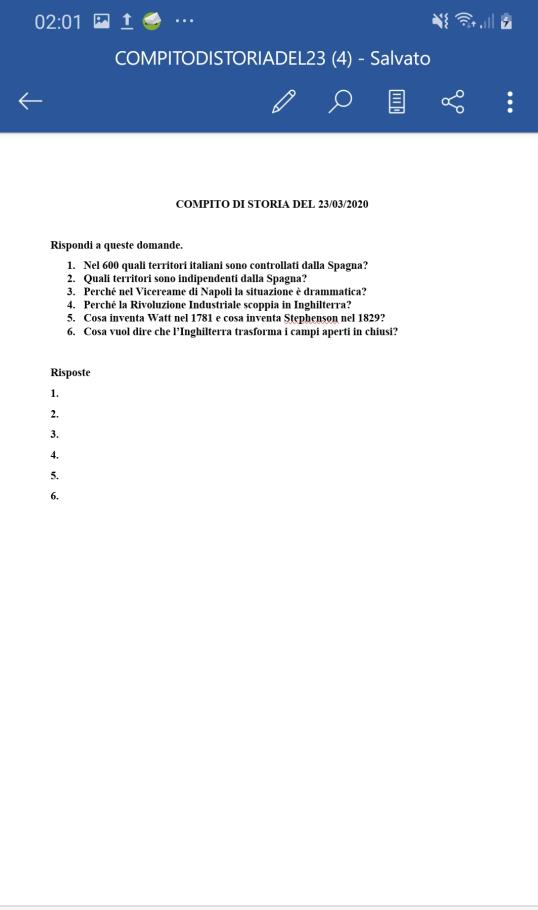 02:01
COMPITODISTORIADEL23 (4) - Salvato
COMPITO DI STORIA DEL 23/03/2020
Rispondi a queste domande.
1. Nel 600 quali territori italiani sono controllati dalla Spagna?
2. Quali territori sono indipendenti dalla Spagna?
3. Perché nel Vicereame di Napoli la situazione è drammatica?
4. Perché la Rivoluzione Industriale scoppia in Inghilterra?
5. Cosa inventa Watt nel 1781 e cosa inventa Stephenson nel 1829?
6. Cosa vuol dire che l'Inghilterra trasforma i campi aperti in chiusi?
Risposte
1.
2.
3.
4.
5.
6.